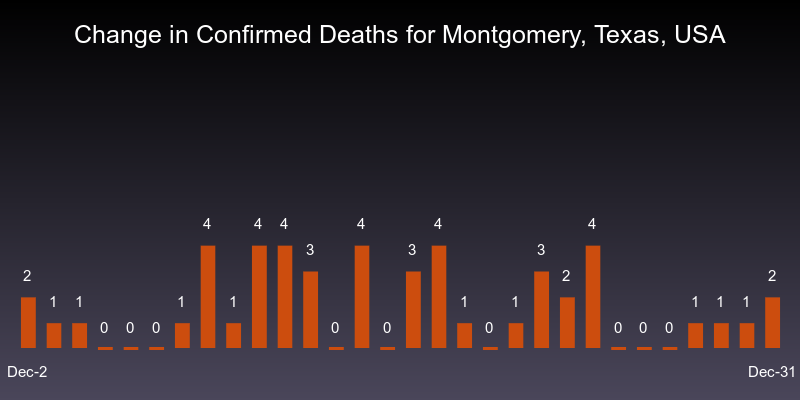 Change in Confirmed Deaths for Montgomery, Texas, USA
2 1 1 0 0 0 1 4 1 4 4 3 0 4 0 3 4 1 0 1 3 2 4 0 0 0 1 1 1 2
Dec-2 Dec-31